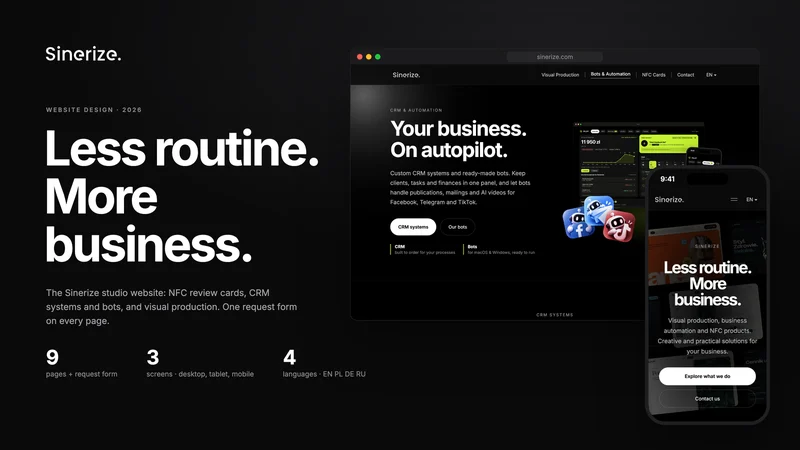 Sinerize.
WEBSITE DESIGN · 2026
Less routine.
More
business.
The Sinerize studio website: NFC review cards, CRM
systems and bots, and visual production. One request form
on every page.
9
pages + request form
3
screens · desktop, tablet, mobile
4
languages · EN PL DE RU
sinerize.com
Sinerize.
Visual Production
Bots & Automation
NFC Cards
Contact
EN
CRM & AUTOMATION
Your business.
On autopilot.
Custom CRM systems and ready-made bots. Keep
clients, tasks and finances in one panel, and let bots
handle publications, mailings and AI videos for
Facebook, Telegram and TikTok.
CRM systems
Our bots
CRM
built to order for your processes
Bots
for macOS & Windows, ready to run
11 950 zł
CRM SYSTEMS
9:41
Sinerize.
EN
SINERIZE
Less routine.
More
business.
Visual production, business
automation and NFC products.
Creative and practical solutions for
your business.
Explore what we do
Contact us